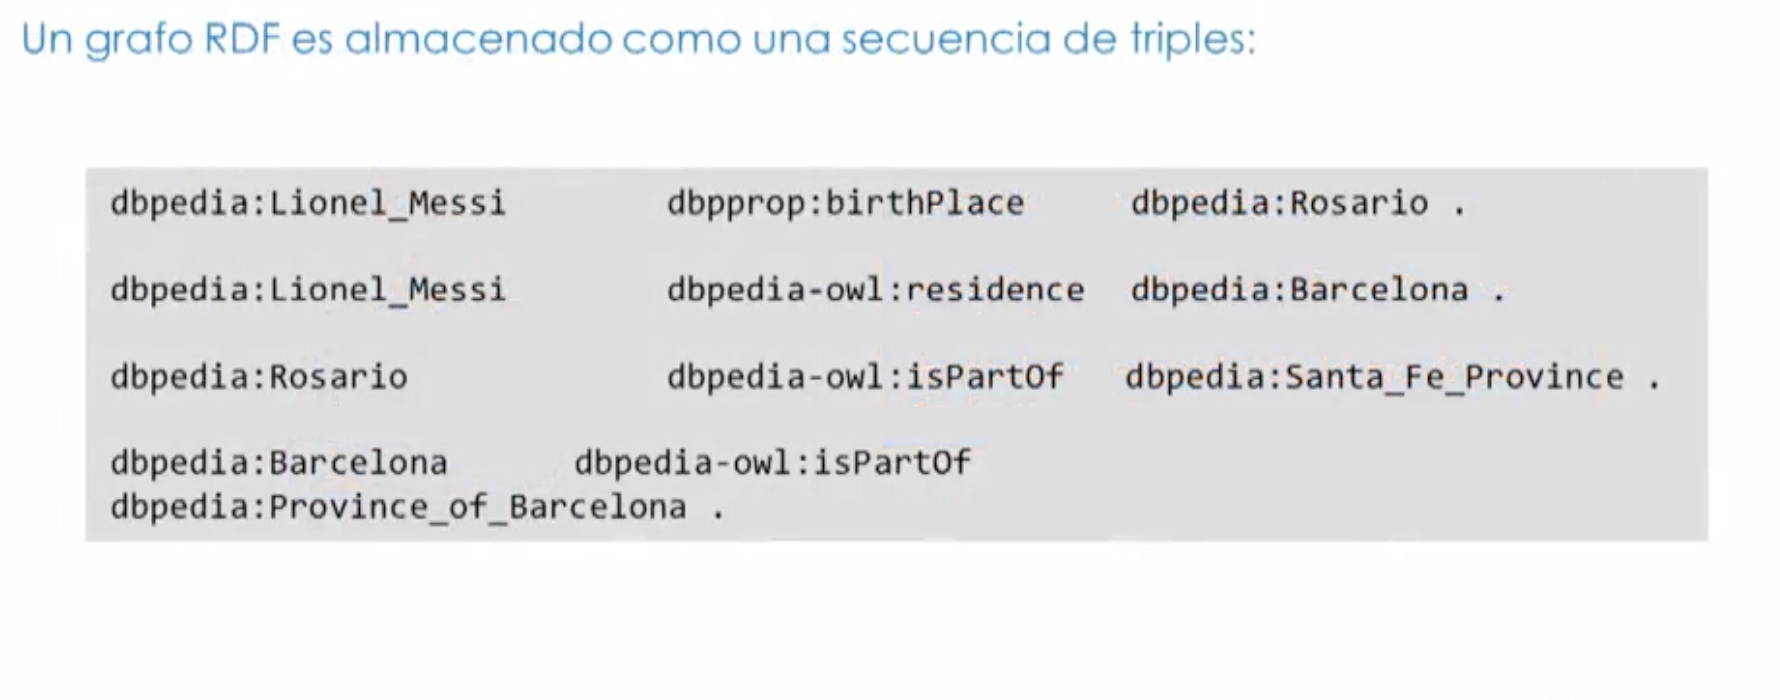 Un grafo RDF es almacenado como una secuencia de triples:
dbpedia:Lionel_Messi dbpprop:birthPlace dbpedia:Rosario .
dbpedia:Lionel_Messi dbpedia-owl:residence dbpedia:Barcelona .
dbpedia:Rosario dbpedia-owl:isPartOf dbpedia:Santa_Fe_Province .
dbpedia:Barcelona dbpedia-owl:isPartOf
dbpedia:Province_of_Barcelona .